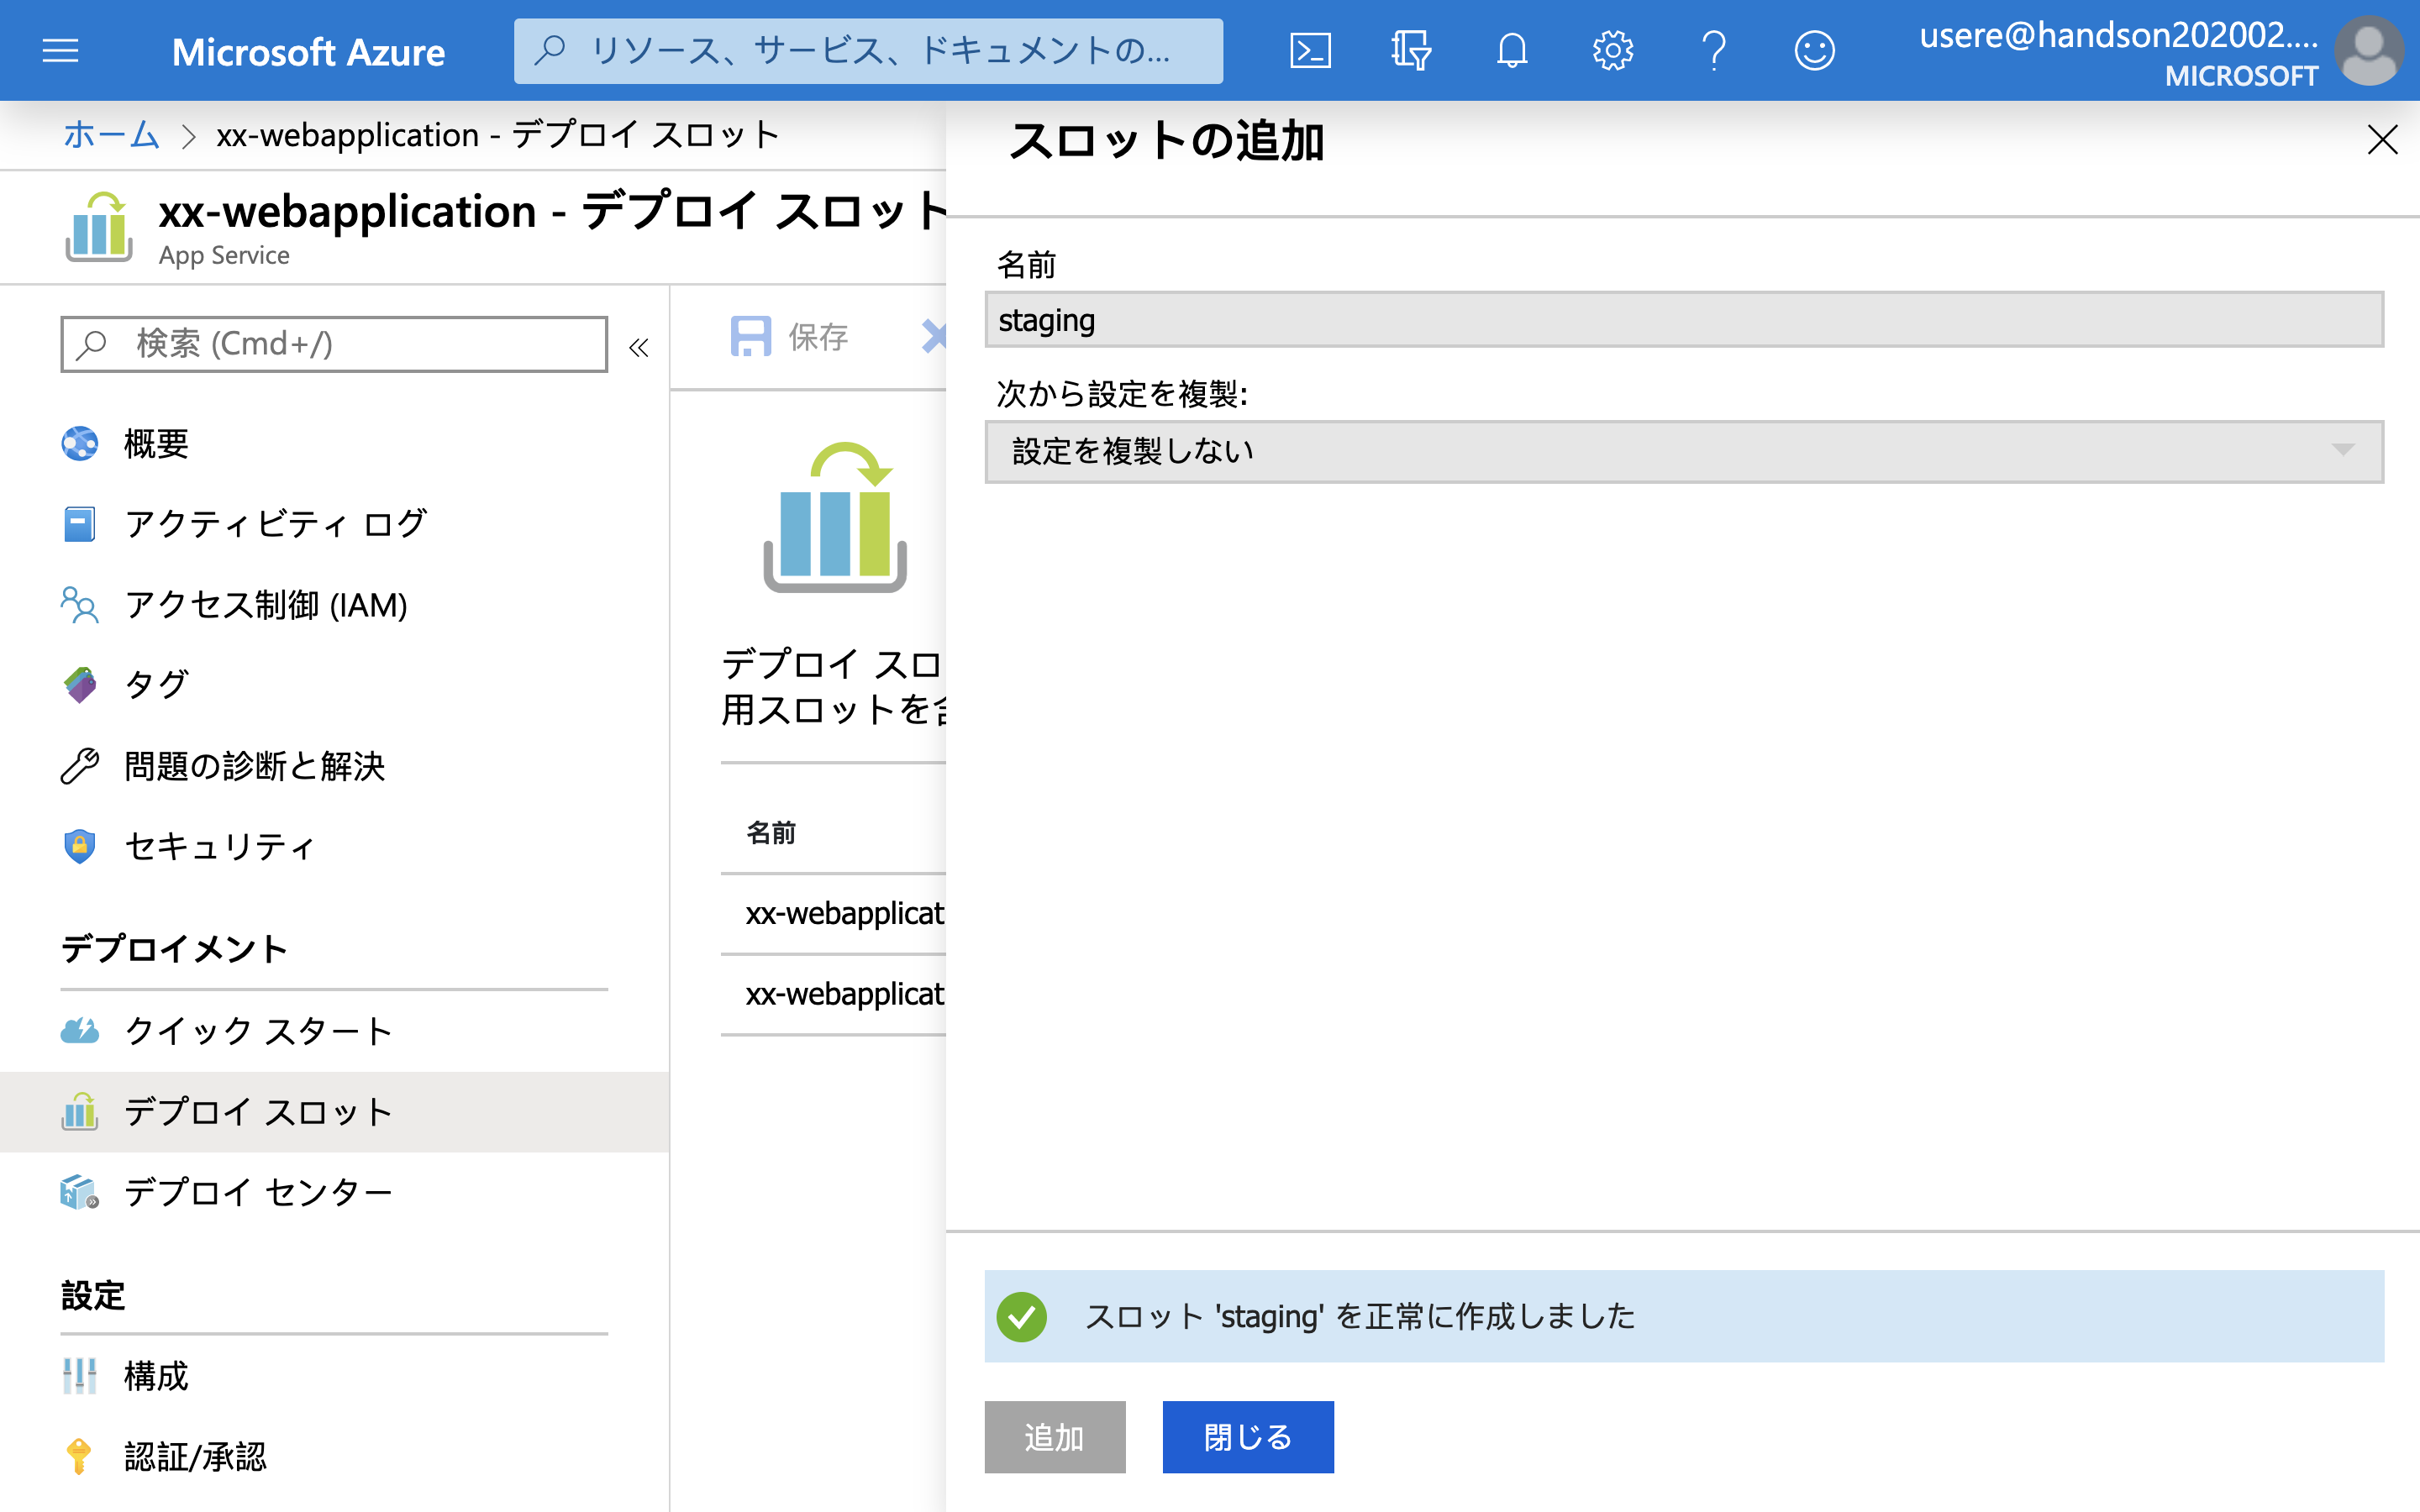 Microsoft Azure
リソース、サービス、ドキュメントの...
usere@handson202002....
MICROSOFT
ホーム > xx-webapplication - デプロイ スロット
xx-webapplication - デプロイ スロット
App Service
検索 (Cmd+/)
«
概要
アクティビティ ログ
アクセス制御 (IAM)
タグ
問題の診断と解決
セキュリティ
デプロイメント
クイック スタート
デプロイ スロット
デプロイ センター
設定
構成
認証/承認
保存
デプロイ スロ
用スロットを含
名前
xx-webapplicat
xx-webapplicat
スロットの追加
名前
staging
次から設定を複製:
設定を複製しない
スロット 'staging' を正常に作成しました
追加
閉じる